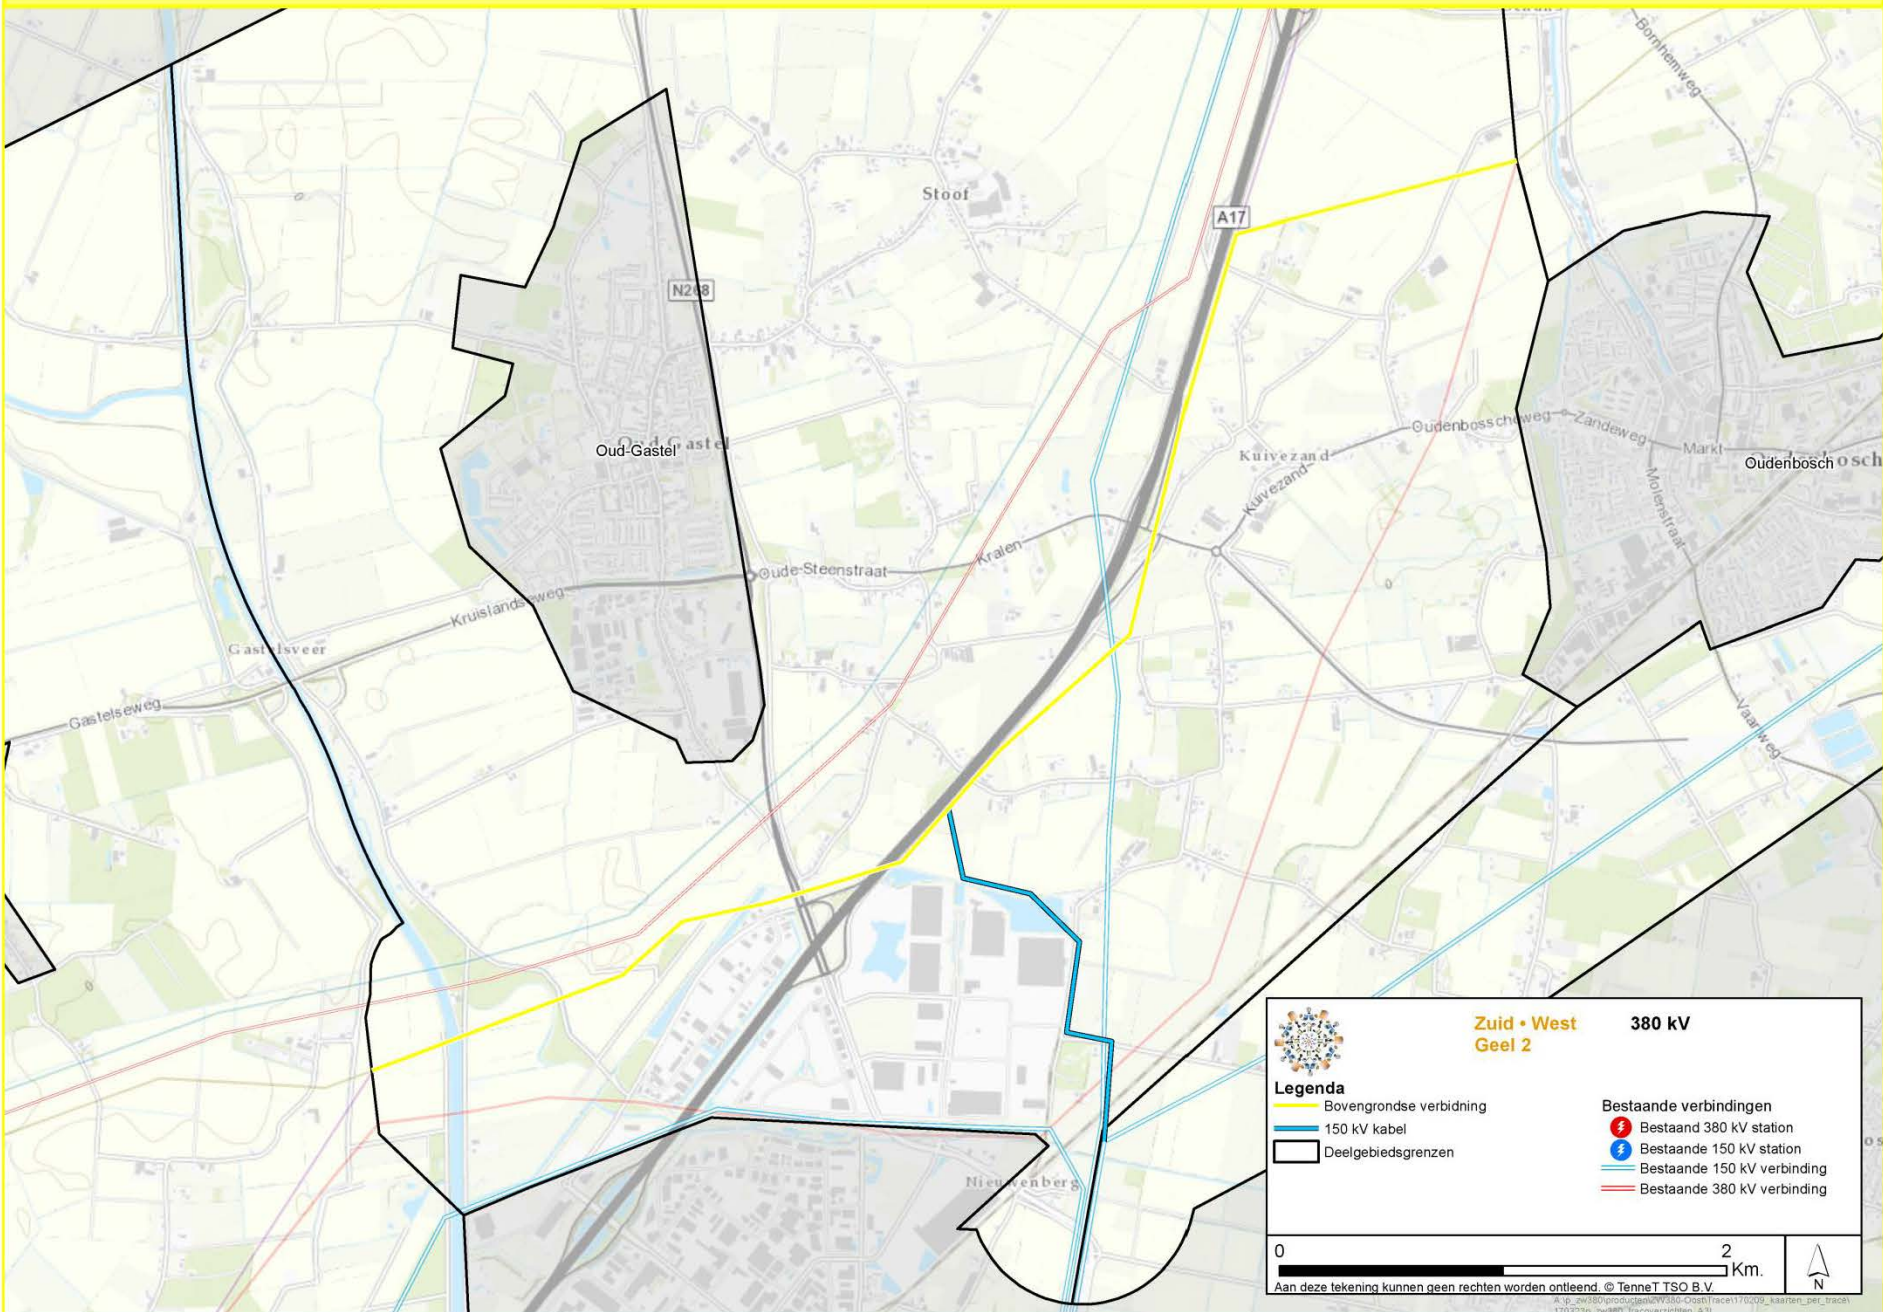 Bornhemweg
Stoof
A17
N268
Oud Gastel
Oud-Gastel
Oudenbosscheweg
Zandeweg
Markt
Kuivezand
Kuivezand
Oudenbosch
Molenstraat
Kralen
Oude-Steenstraat
Kruislandseweg
Gastelsveer
Gastelseweg
Vaartweg
Nieuwenberg
Zuid • West 380 kV
Geel 2
Legenda
Bovengrondse verbidning
150 kV kabel
Deelgebiedsgrenzen
Bestaande verbindingen
Bestaand 380 kV station
Bestaande 150 kV station
Bestaande 150 kV verbinding
Bestaande 380 kV verbinding
0 2 Km.
N
Aan deze tekening kunnen geen rechten worden ontleend. © TenneT TSO B.V.